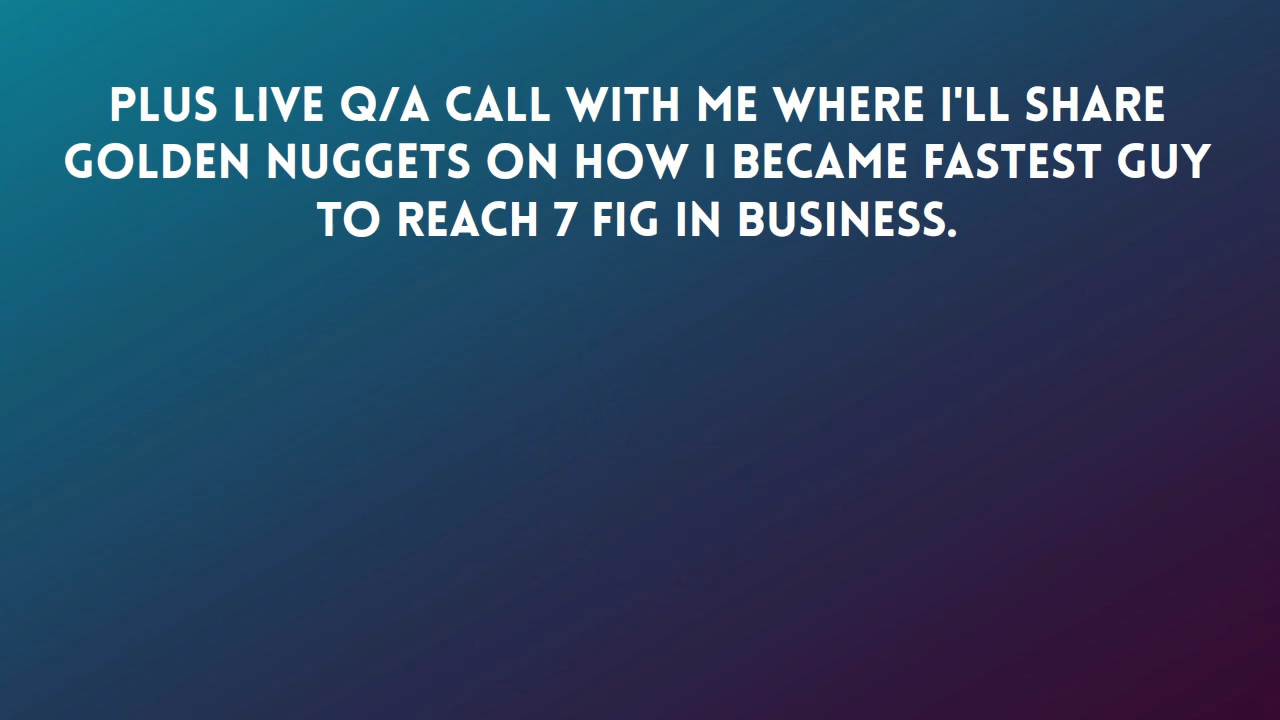 PLUS LIVE Q/A CALL WITH ME WHERE I'LL SHARE
GOLDEN NUGGETS ON HOW I BECAME FASTEST GUY
TO REACH 7 FIG IN BUSINESS.